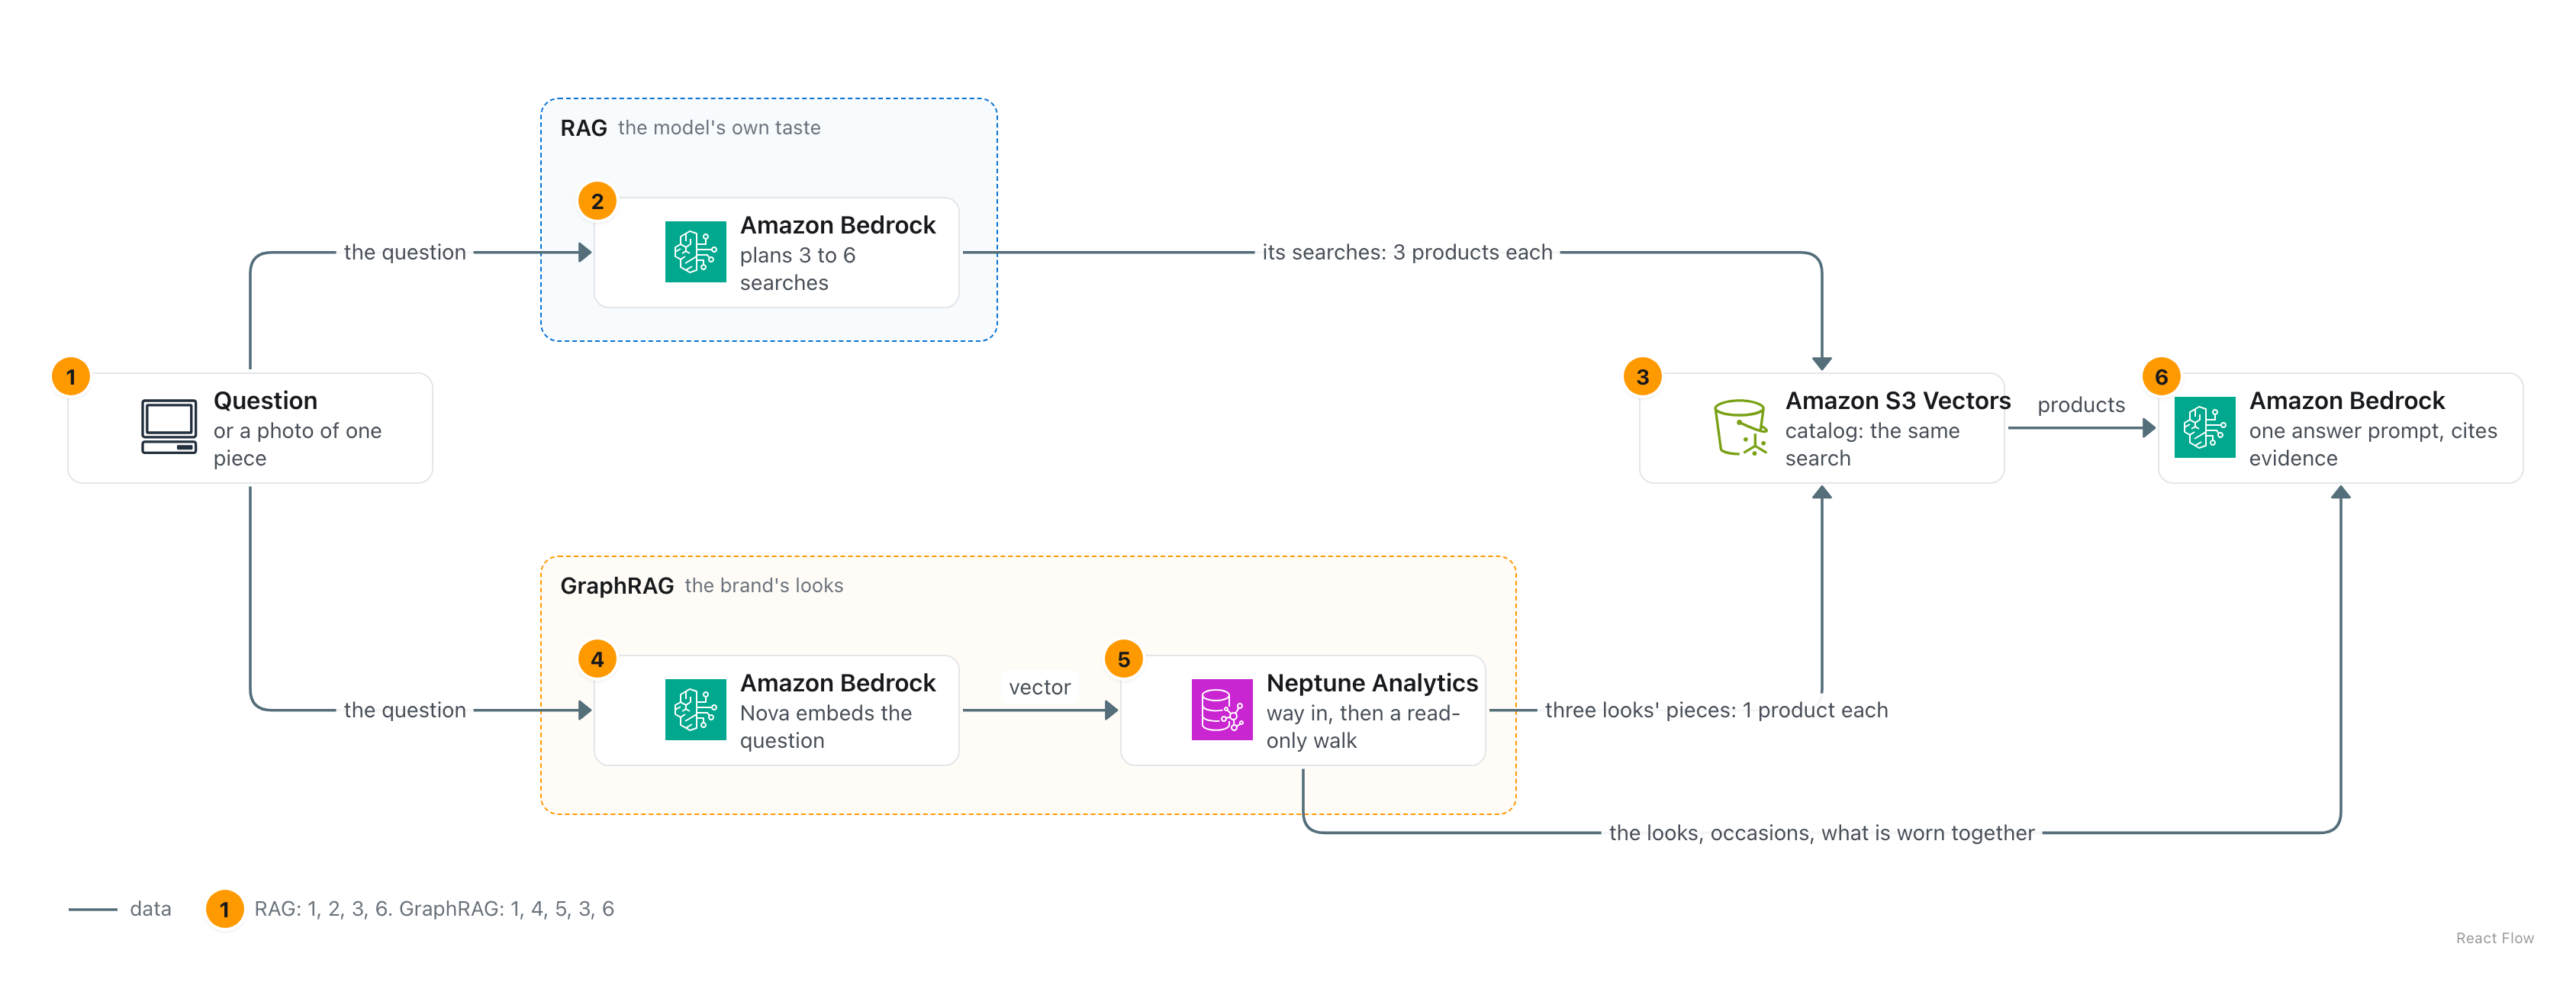 RAG the model's own taste
2
Amazon Bedrock
plans 3 to 6
searches
the question
its searches: 3 products each
1
Question
or a photo of one
piece
3
Amazon S3 Vectors
catalog: the same
search
products
6
Amazon Bedrock
one answer prompt, cites
evidence
GraphRAG the brand's looks
4
Amazon Bedrock
Nova embeds the
question
the question
vector
5
Neptune Analytics
way in, then a read-
only walk
three looks' pieces: 1 product each
the looks, occasions, what is worn together
data
1 RAG: 1, 2, 3, 6. GraphRAG: 1, 4, 5, 3, 6
React Flow